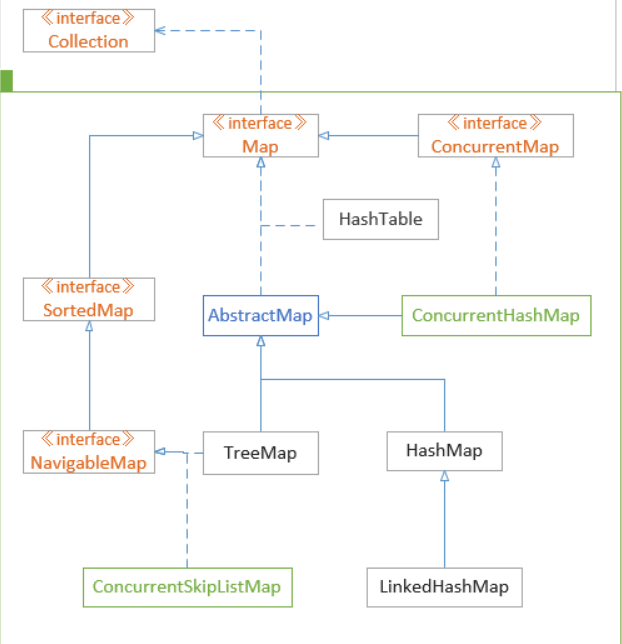 《interface》
Collection
《interface》
Map
《interface》
ConcurrentMap
HashTable
《interface》
SortedMap
AbstractMap
ConcurrentHashMap
《interface》
NavigableMap
TreeMap
HashMap
ConcurrentSkipListMap
LinkedHashMap